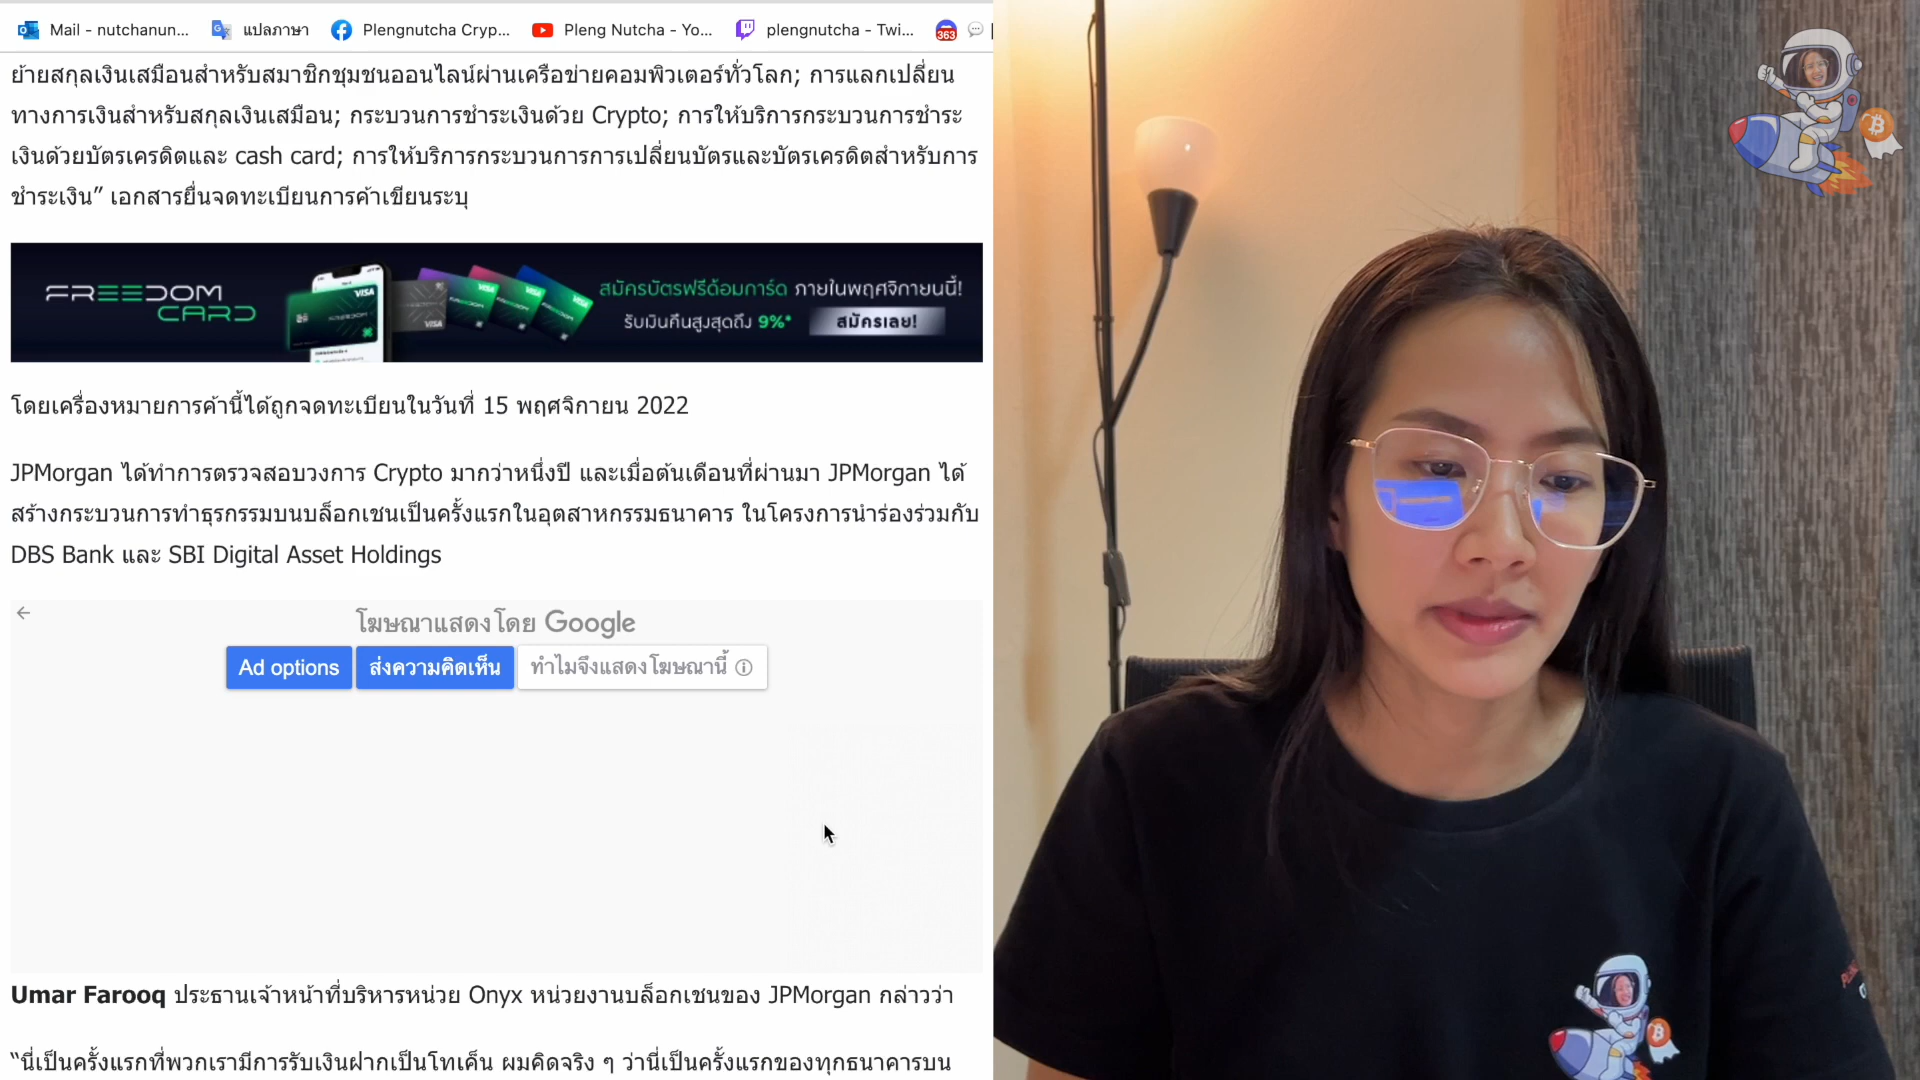 Mail - nutchanun...
แปลภาษา
Plengnutcha Cryp...
Pleng Nutcha - Yo...
plengnutcha - Twi...
363
ย้ายสกุลเงินเสมือนสำหรับสมาชิกชุมชนออนไลน์ผ่านเครือข่ายคอมพิวเตอร์ทั่วโลก; การแลกเปลี่ยน
ทางการเงินสำหรับสกุลเงินเสมือน; กระบวนการชำระเงินด้วย Crypto; การให้บริการกระบวนการชำระ
เงินด้วยบัตรเครดิตและ cash card; การให้บริการกระบวนการการเปลี่ยนบัตรและบัตรเครดิตสำหรับการ
ชำระเงิน” เอกสารยื่นจดทะเบียนการค้าเขียนระบุ
FREEDOM
CARD
VISA
สมัครบัตรฟรีด้อมการ์ด ภายในพฤศจิกายนนี้!
รับเงินคืนสูงสุดถึง 9%*
สมัครเลย!
โดยเครื่องหมายการค้านี้ได้ถูกจดทะเบียนในวันที่ 15 พฤศจิกายน 2022
JPMorgan ได้ทำการตรวจสอบวงการ Crypto มากว่าหนึ่งปี และเมื่อต้นเดือนที่ผ่านมา JPMorgan ได้
สร้างกระบวนการทำธุรกรรมบนบล็อกเชนเป็นครั้งแรกในอุตสาหกรรมธนาคาร ในโครงการนำร่องร่วมกับ
DBS Bank และ SBI Digital Asset Holdings
โฆษณาแสดงโดย Google
Ad options
ส่งความคิดเห็น
ทำไมจึงแสดงโฆษณานี้
Umar Farooq ประธานเจ้าหน้าที่บริหารหน่วย Onyx หน่วยงานบล็อกเชนของ JPMorgan กล่าวว่า
“นี่เป็นครั้งแรกที่พวกเรามีการรับเงินฝากเป็นโทเค็น ผมคิดจริง ๆ ว่านี่เป็นครั้งแรกของทุกธนาคารบน